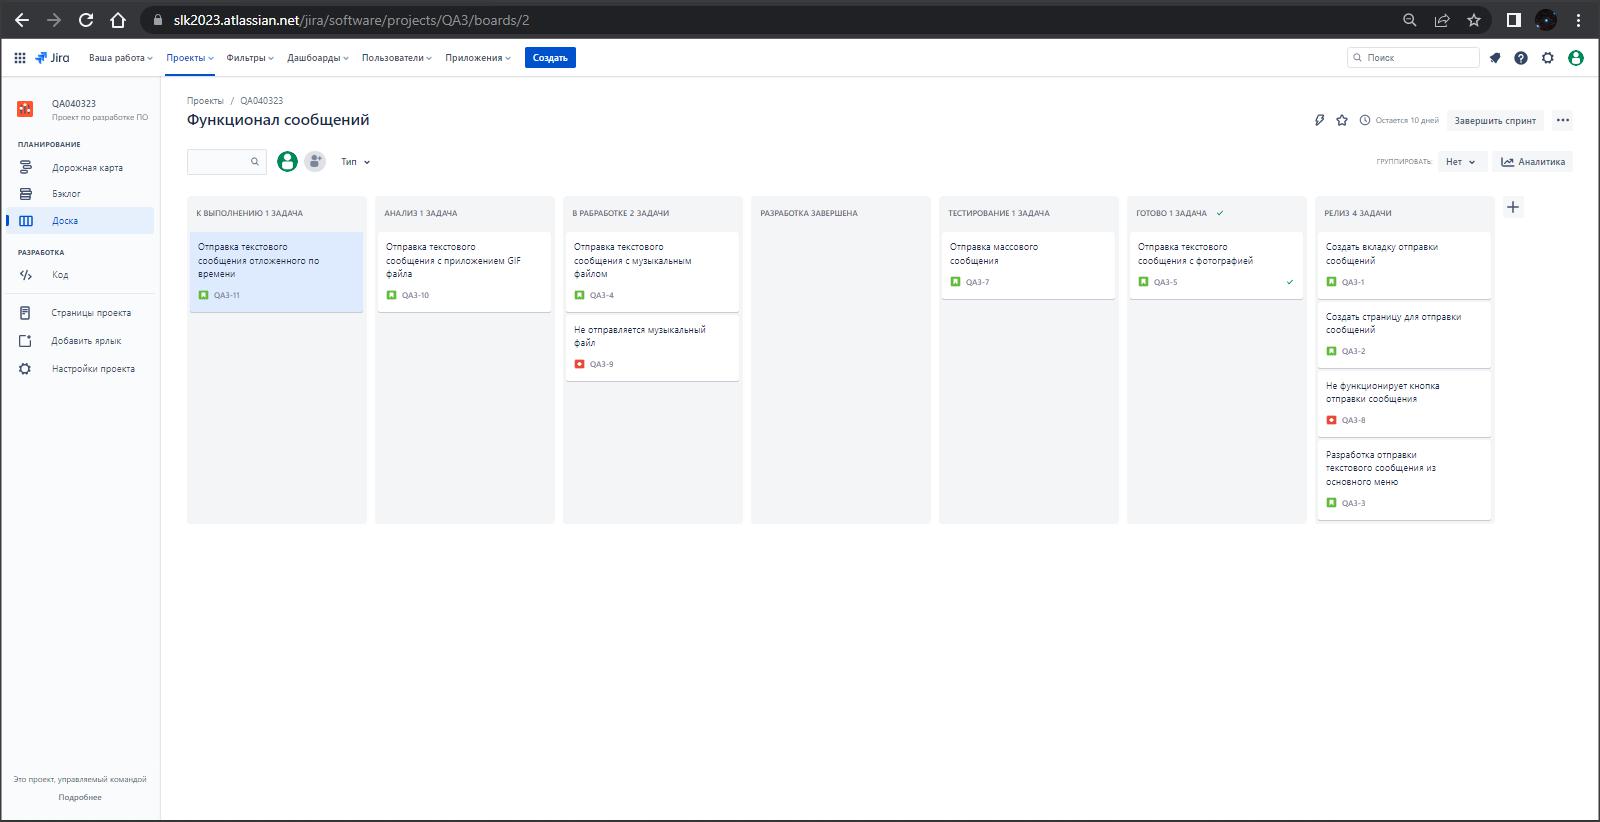 slk2023.atlassian.net/jira/software/projects/QA3/boards/2
Jira
Ваша работа
Проекты
Фильтры
Дашборды
Пользователи
Приложения
Создать
Поиск
QA040323
Проект по разработке ПО
ПЛАНИРОВАНИЕ
Дорожная карта
Бэклог
Доска
РАЗРАБОТКА
Код
Страницы проекта
Добавить ярлык
Настройки проекта
Это проект, управляемый командой
Подробнее
Проекты / QA040323
Функционал сообщений
Остается 10 дней
Завершить спринт
Тип
ГРУППИРОВАТЬ:
Нет
Аналитика
К ВЫПОЛНЕНИЮ 1 ЗАДАЧА
Отправка текстового
сообщения отложенного по
времени
QA3-11
АНАЛИЗ 1 ЗАДАЧА
Отправка текстового
сообщения с приложением GIF
файла
QA3-10
В РАБРАБОТКЕ 2 ЗАДАЧИ
Отправка текстового
сообщения с музыкальным
файлом
QA3-4
Не отправляется музыкальный
файл
QA3-9
РАЗРАБОТКА ЗАВЕРШЕНА
ТЕСТИРОВАНИЕ 1 ЗАДАЧА
Отправка массового
сообщения
QA3-7
ГОТОВО 1 ЗАДАЧА
Отправка текстового
сообщения с фотографией
QA3-5
РЕЛИЗ 4 ЗАДАЧИ
Создать вкладку отправки
сообщений
QA3-1
Создать страницу для отправки
сообщений
QA3-2
Не функционирует кнопка
отправки сообщения
QA3-8
Разработка отправки
текстового сообщения из
основного меню
QA3-3